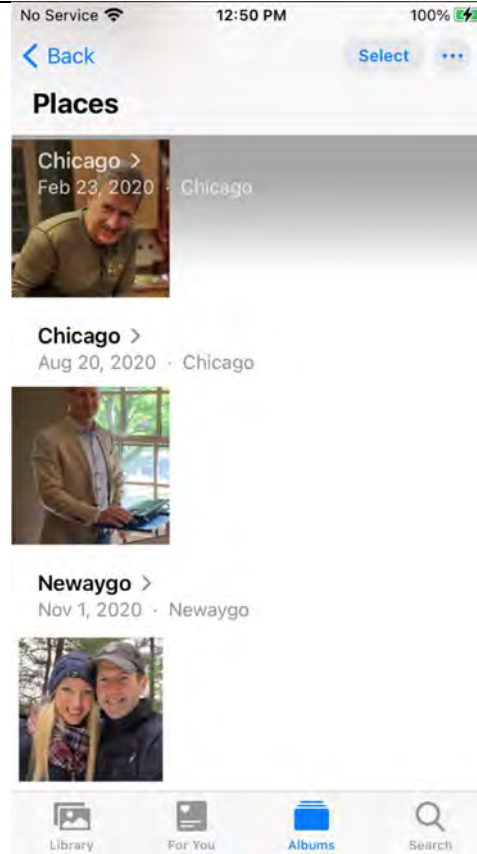 No Service 12:50 PM 100%
Back Select ...
Places
Chicago >
Feb 23, 2020 · Chicago
Chicago >
Aug 20, 2020 · Chicago
Newaygo >
Nov 1, 2020 · Newaygo
Library For You Albums Search